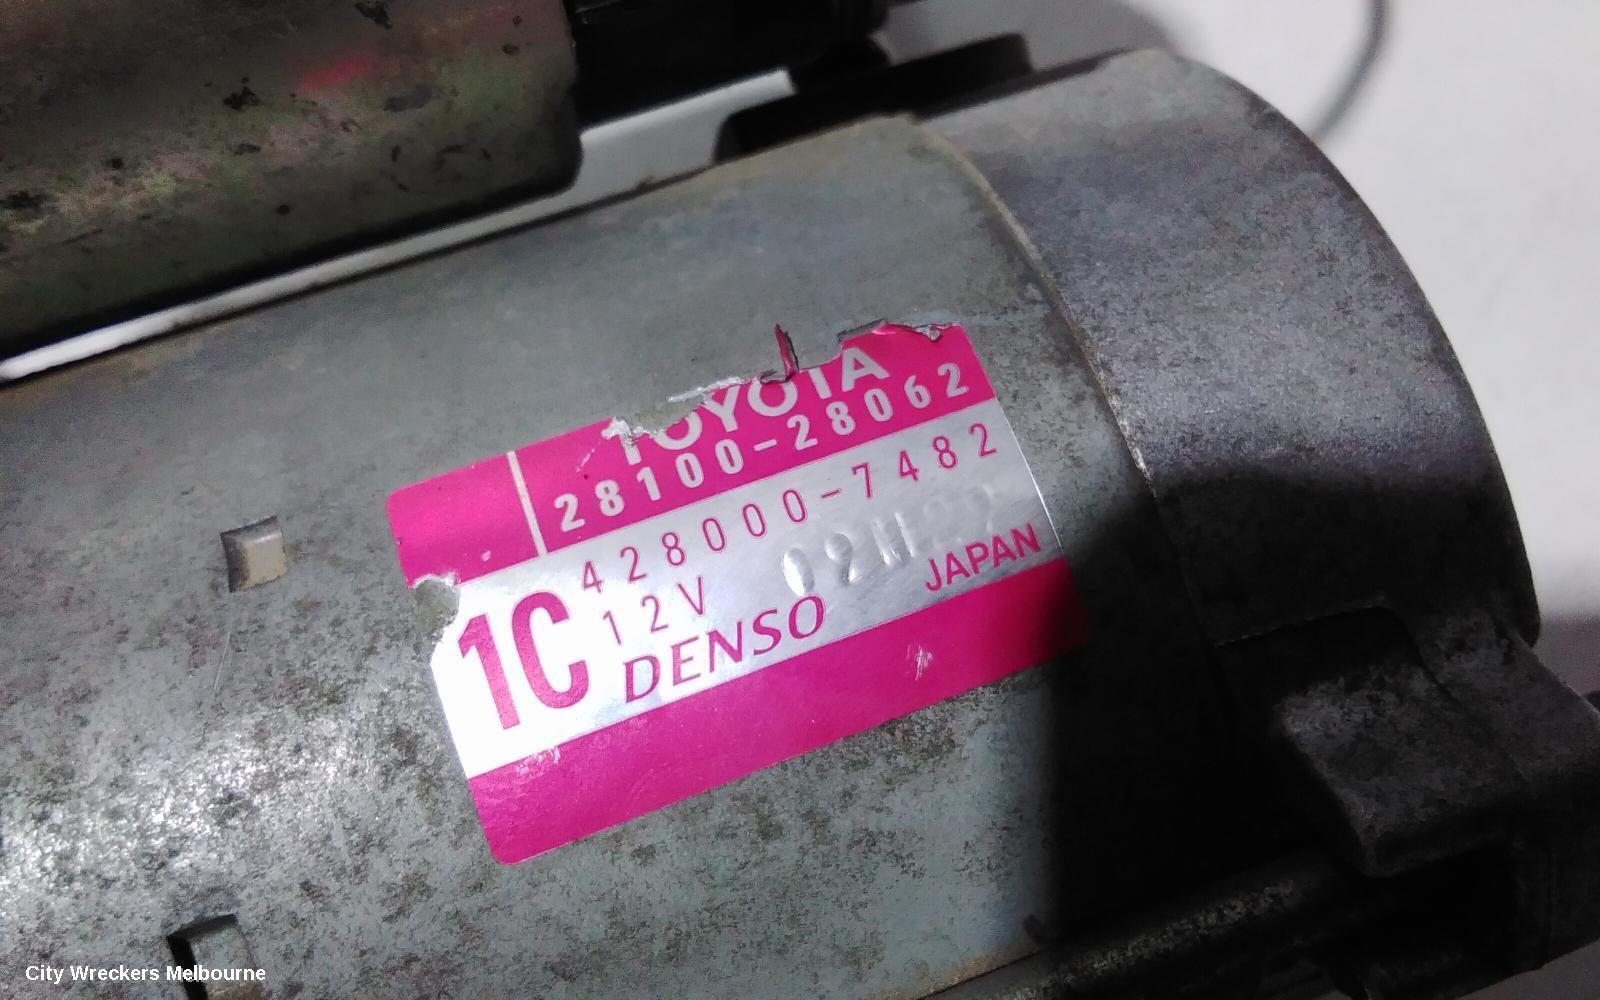 TOYOTA
28100-28062
428000-7482
1C
12V
DENSO
JAPAN
City Wreckers Melbourne